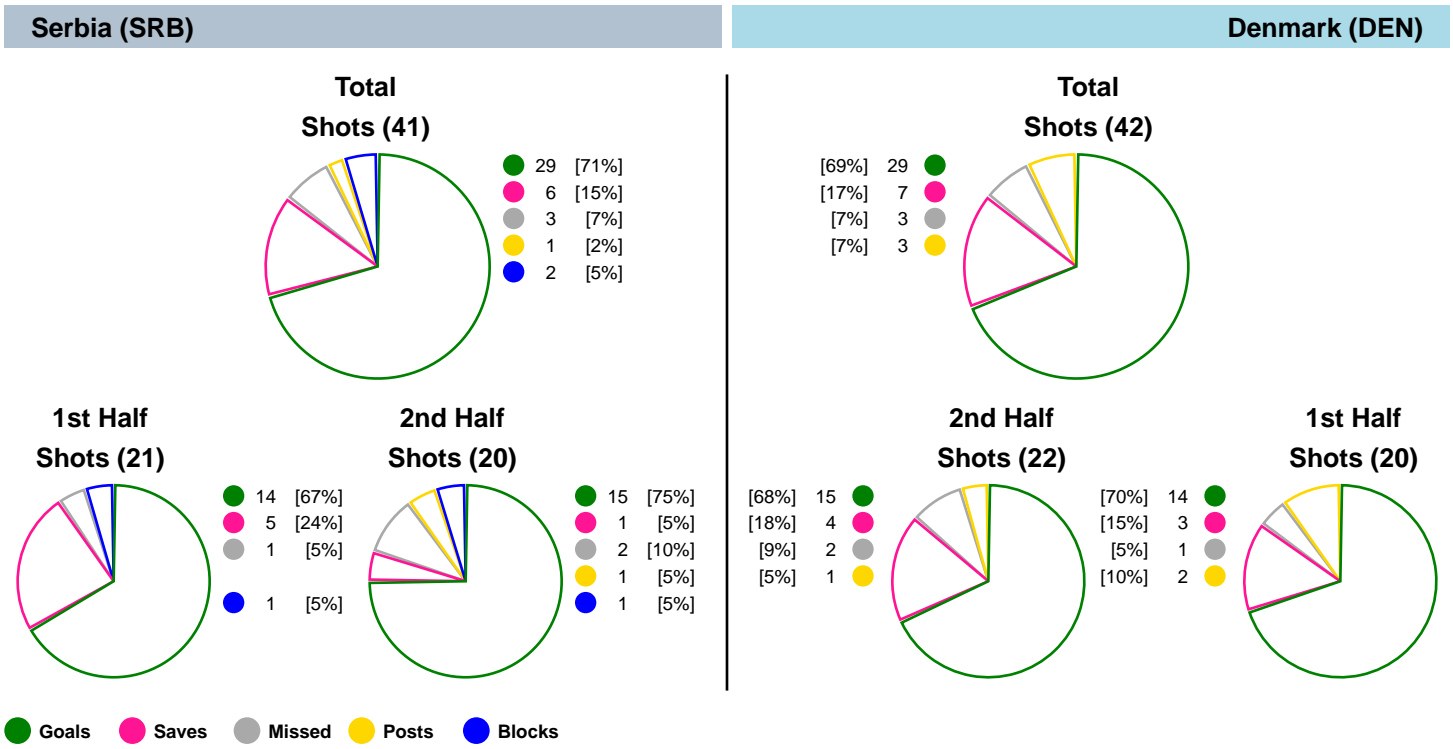 Serbia (SRB)
Denmark (DEN)
Total
Shots (41)
29 [71%]
6 [15%]
3 [7%]
1 [2%]
2 [5%]
Total
Shots (42)
[69%] 29
[17%] 7
[7%] 3
[7%] 3
1st Half
Shots (21)
14 [67%]
5 [24%]
1 [5%]
1 [5%]
2nd Half
Shots (20)
15 [75%]
1 [5%]
2 [10%]
1 [5%]
1 [5%]
2nd Half
Shots (22)
[68%] 15
[18%] 4
[9%] 2
[5%] 1
1st Half
Shots (20)
[70%] 14
[15%] 3
[5%] 1
[10%] 2
Goals Saves Missed Posts Blocks